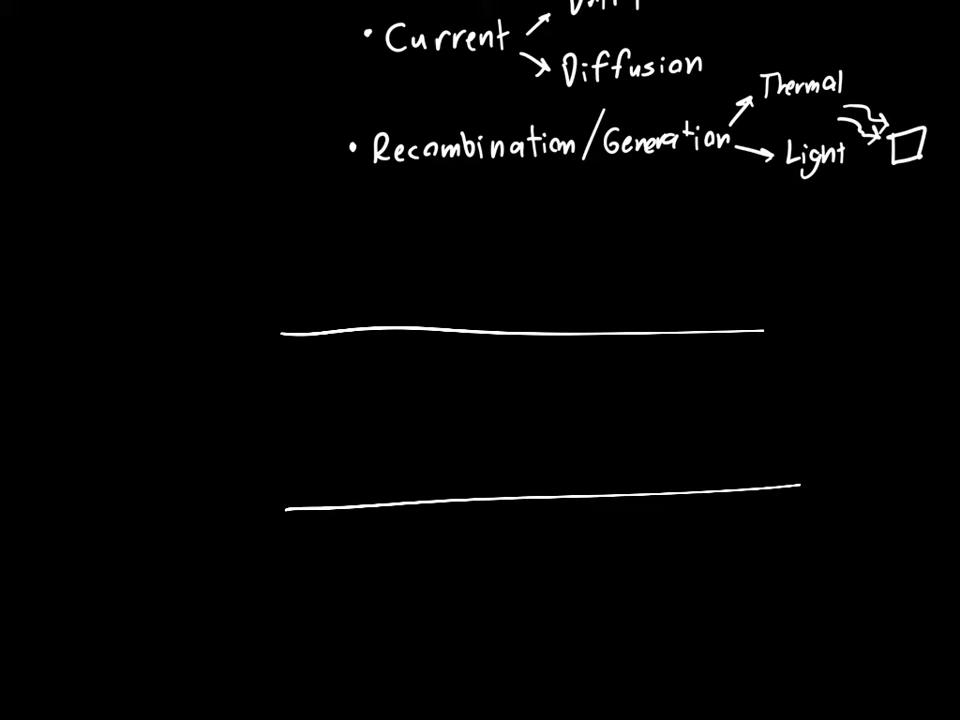 • Current
Diffusion
Thermal
• Recombination/Generation
Light